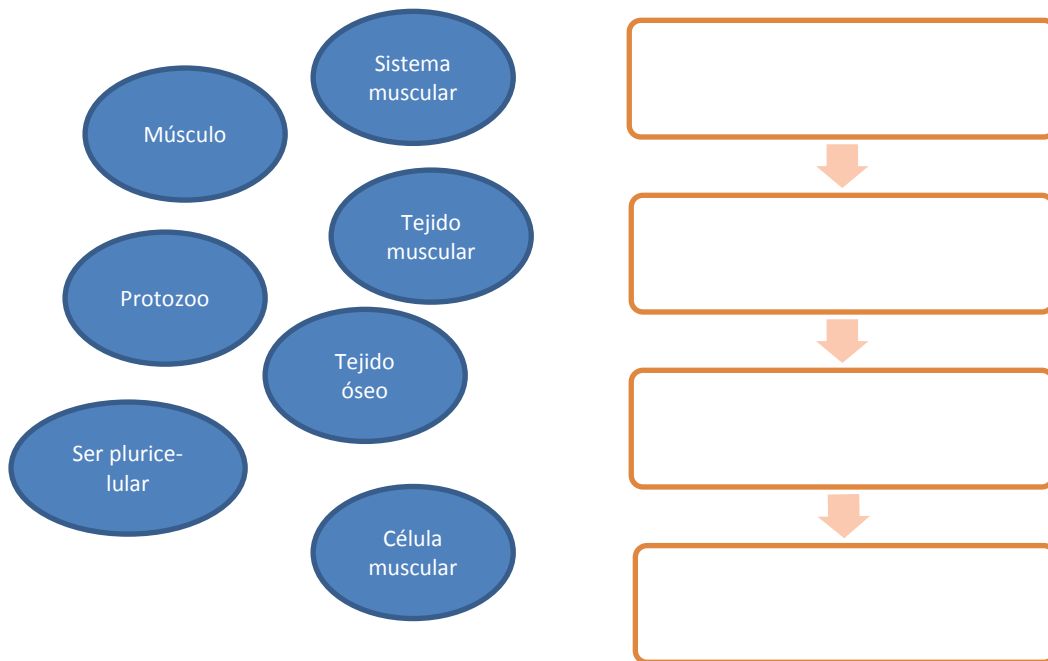 Sistema
muscular
Músculo
Tejido
muscular
Protozoo
Tejido
óseo
Ser plurice-
lular
Célula
muscular